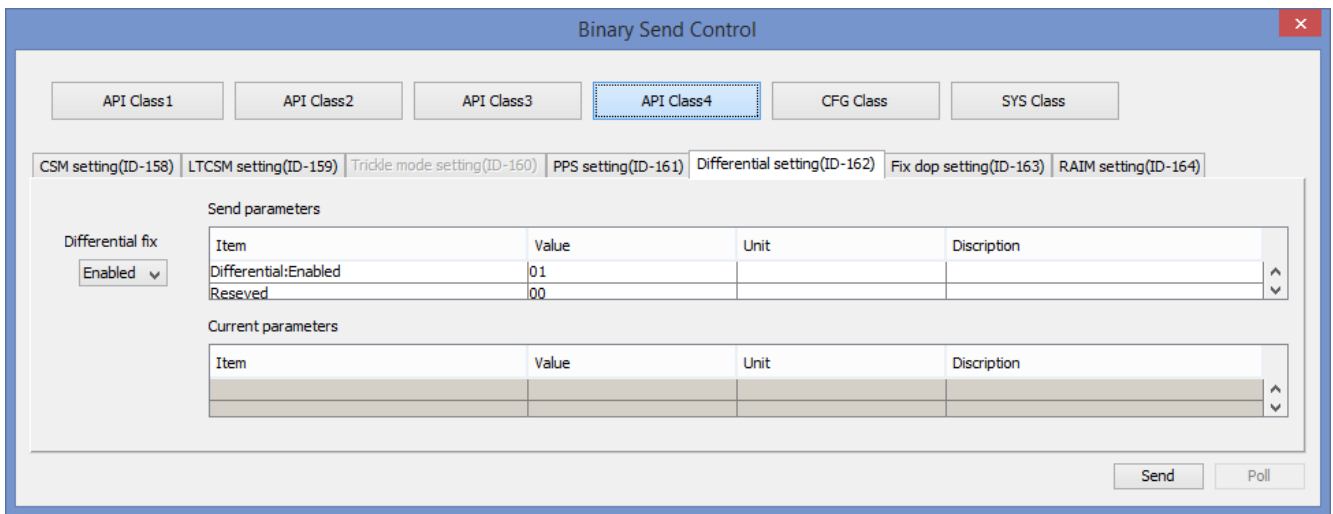 Binary Send Control
API Class1 API Class2 API Class3 API Class4 CFG Class SYS Class
CSM setting(ID-158) LTCSM setting(ID-159) Trickle mode setting(ID-160) PPS setting(ID-161) Differential setting(ID-162) Fix dop setting(ID-163) RAIM setting(ID-164)
Send parameters
Differential fix
Enabled
Item Value Unit Discription
Differential:Enabled 01
Reseved 00
Current parameters
Item Value Unit Discription
Send Poll